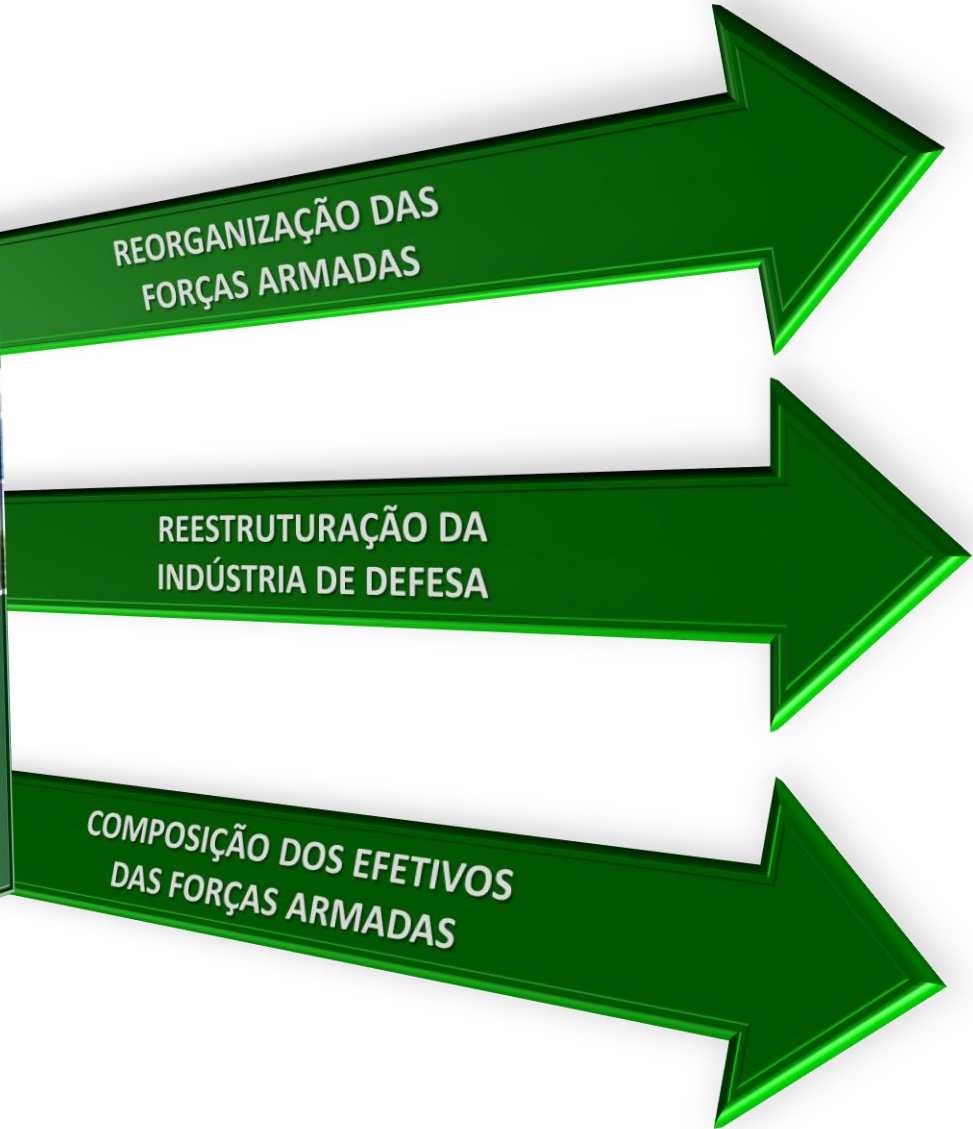 REORGANIZAÇÃO DAS
FORÇAS ARMADAS
REESTRUTURAÇÃO DA
INDÚSTRIA DE DEFESA
COMPOSIÇÃO DOS EFETIVOS
DAS FORÇAS ARMADAS